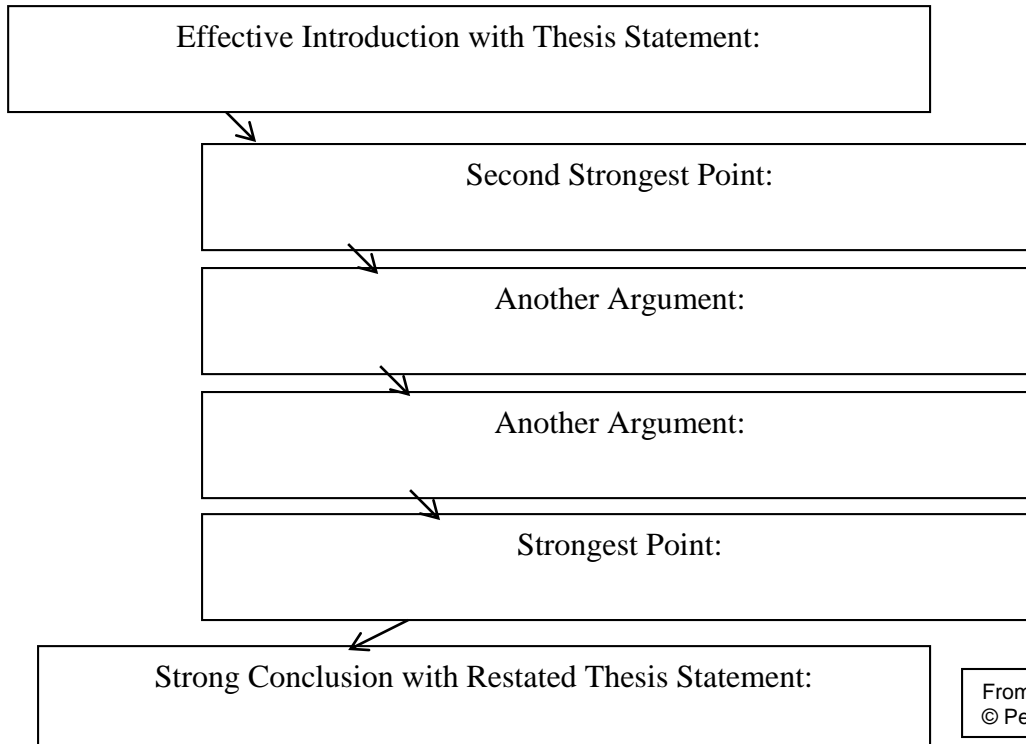 Effective Introduction with Thesis Statement:
Second Strongest Point:
Another Argument:
Another Argument:
Strongest Point:
Strong Conclusion with Restated Thesis Statement:
From
©